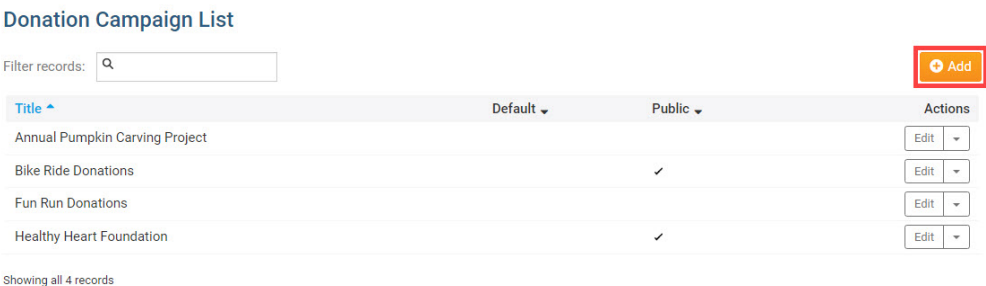 Donation Campaign List
Filter records:
Add
Title Default Public Actions
Annual Pumpkin Carving Project Edit
Bike Ride Donations ✓ Edit
Fun Run Donations Edit
Healthy Heart Foundation ✓ Edit
Showing all 4 records